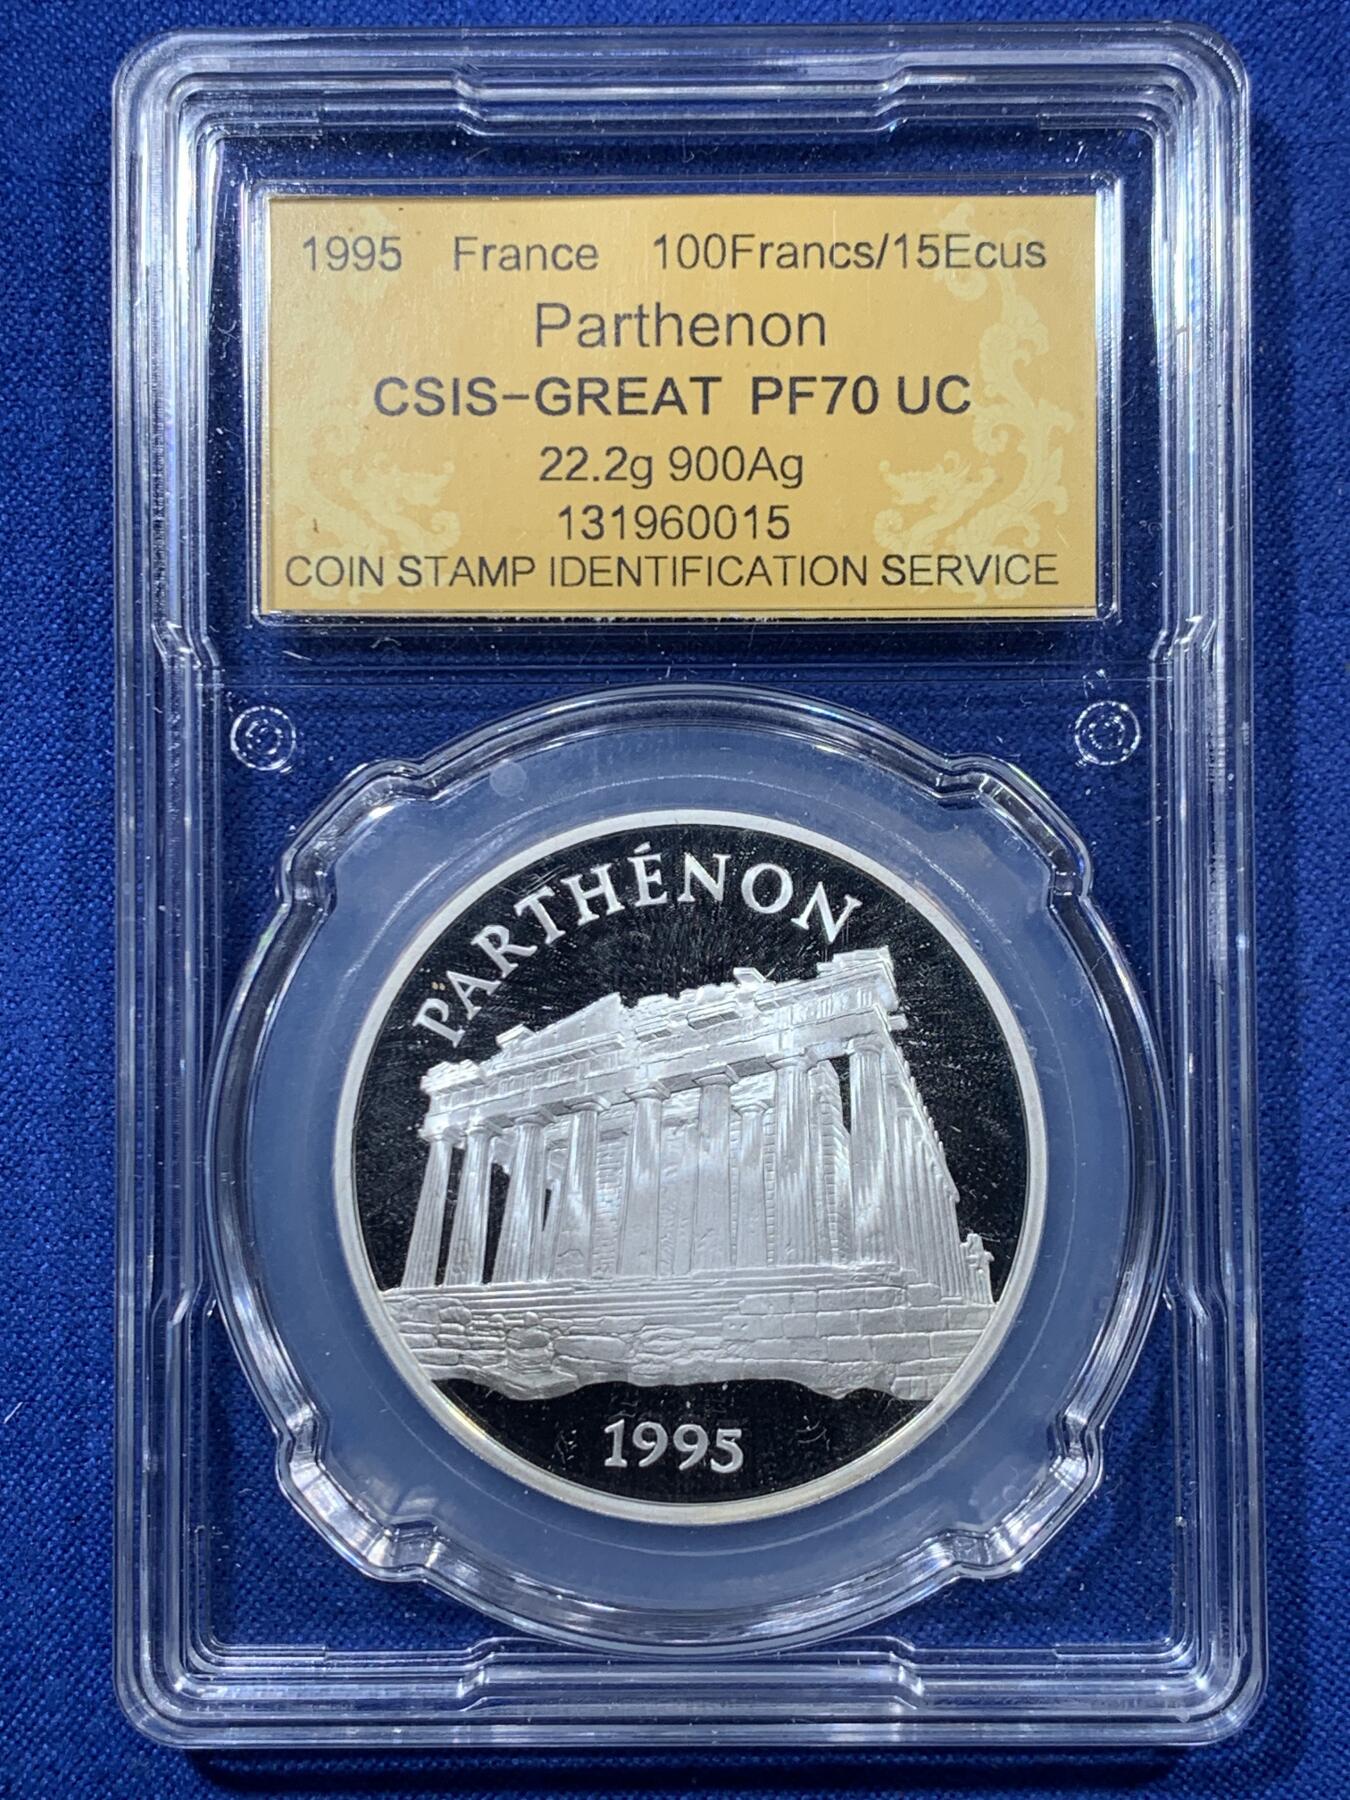 1995 France 100Francs/15Ecus
Parthenon
CSIS-GREAT PF70 UC
22.2g 900Ag
131960015
COIN STAMP IDENTIFICATION SERVICE
PARTHÉNON
1995